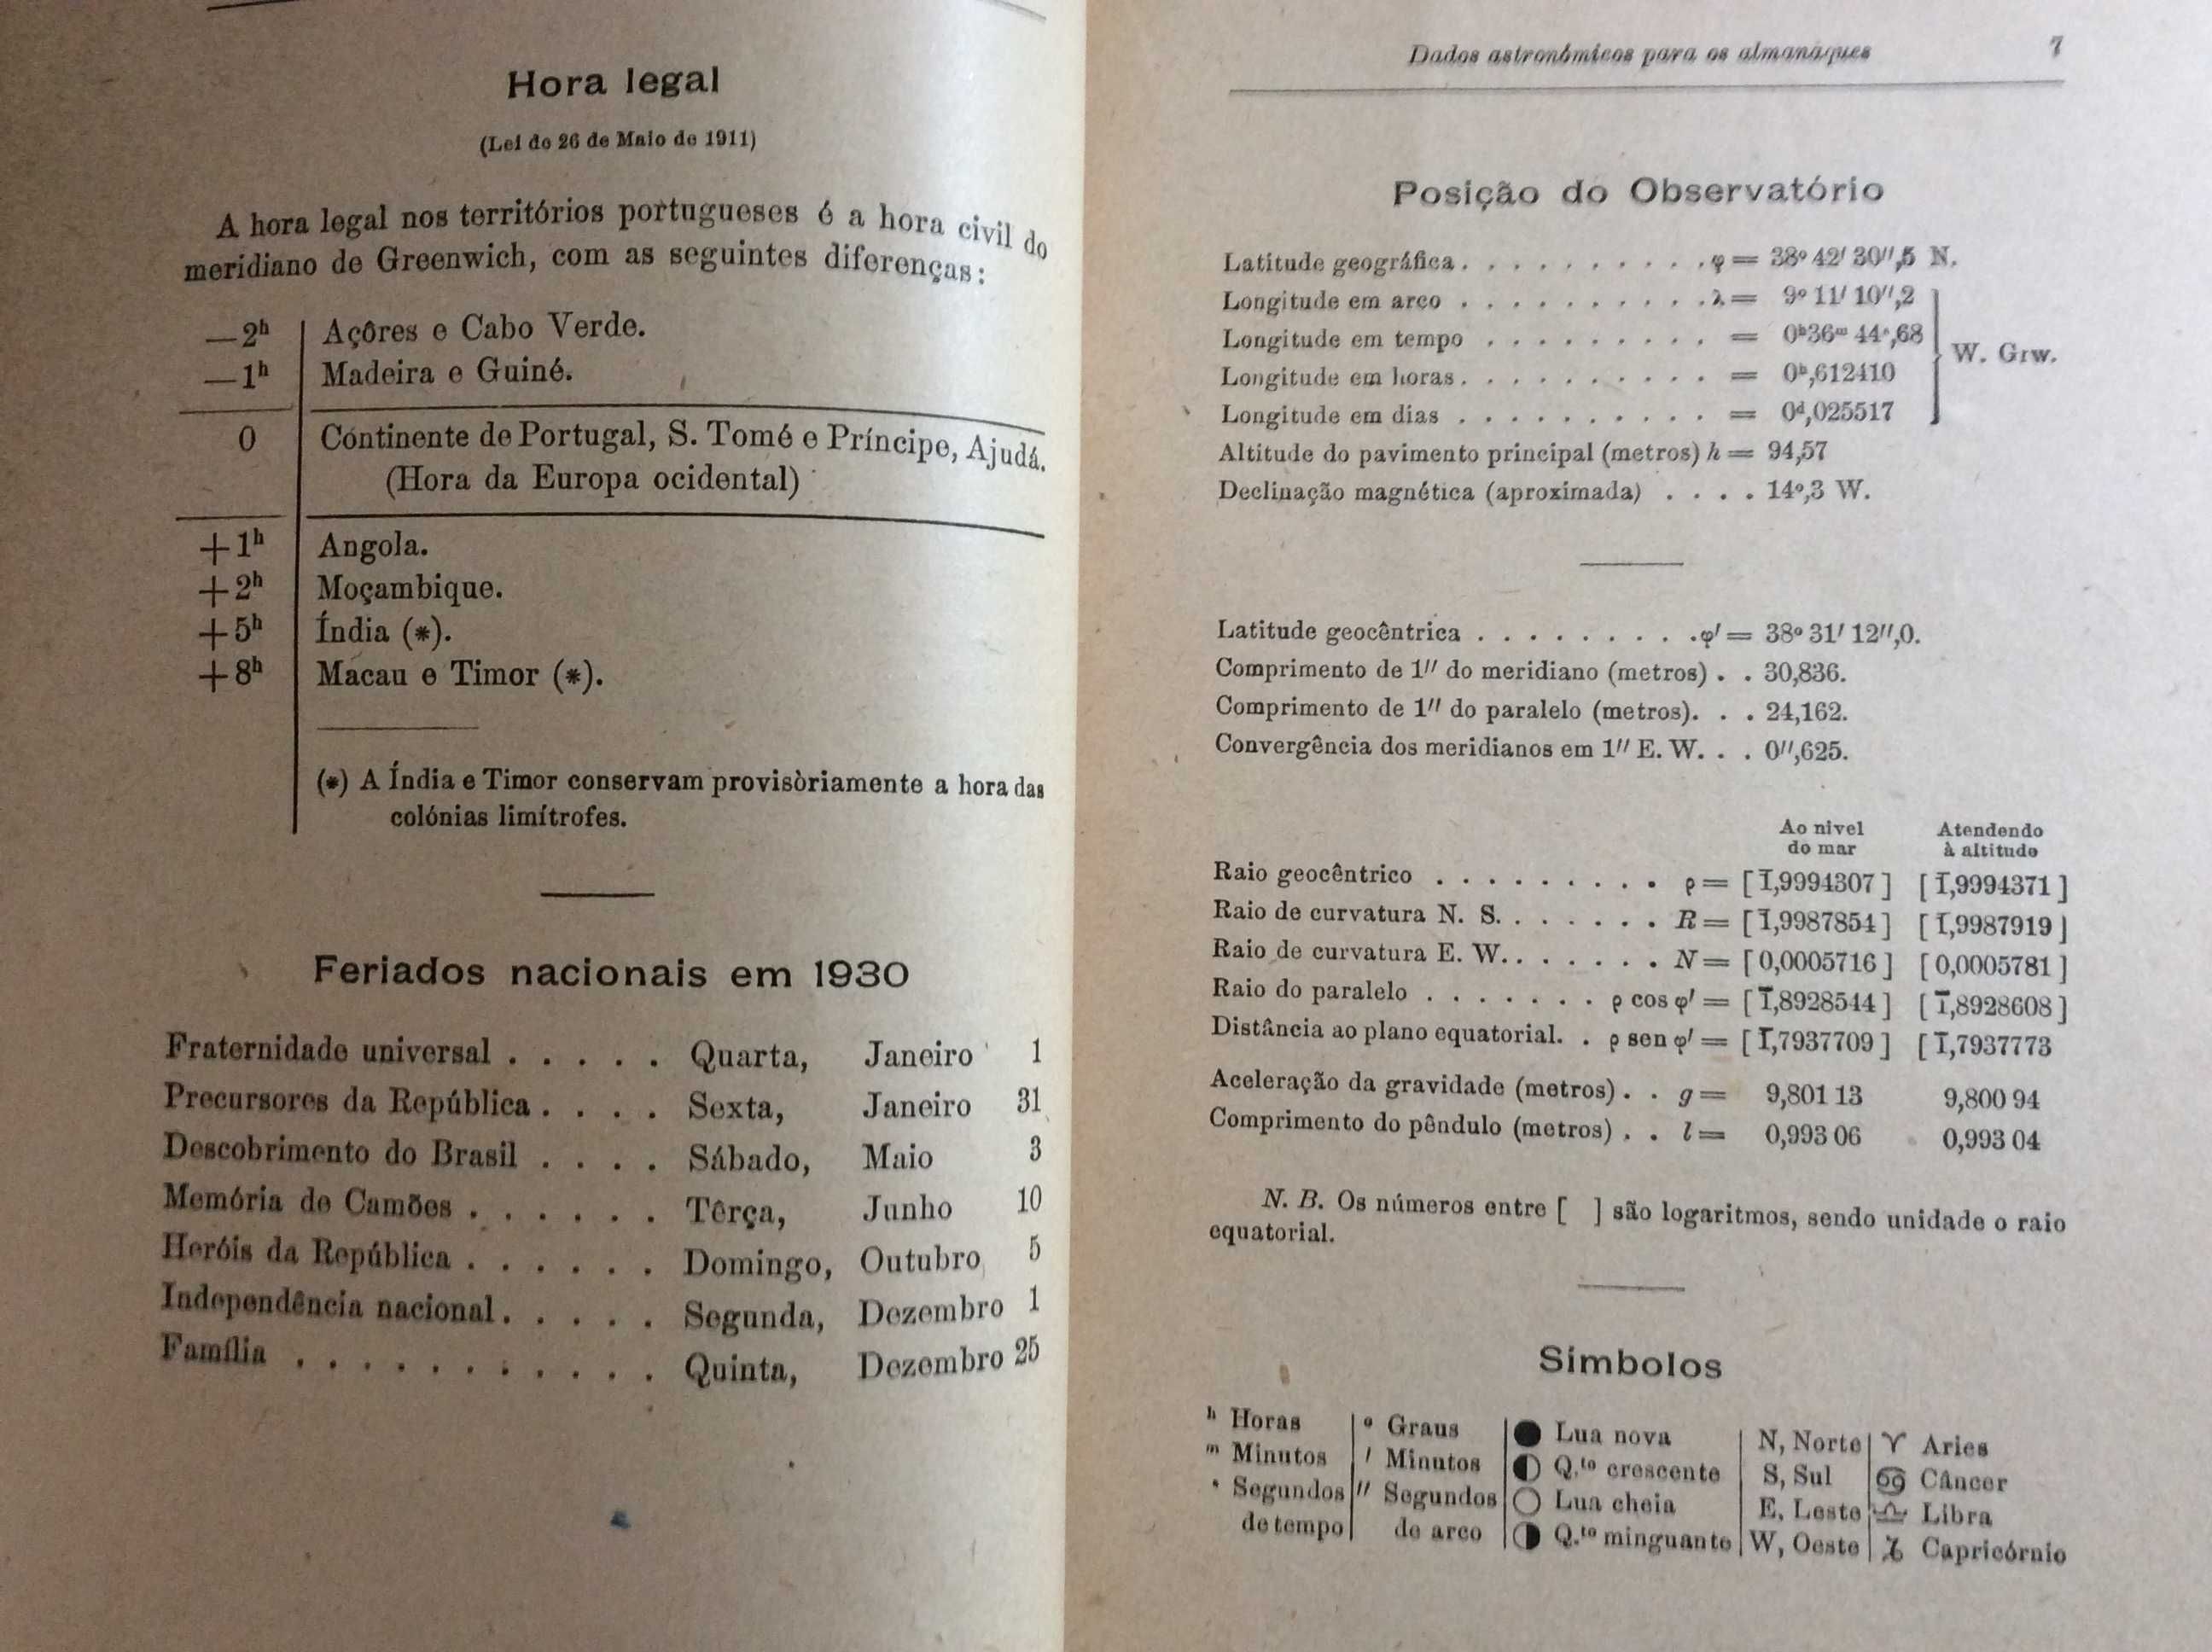 Hora legal
(Lei de 26 de Maio de 1911)
A hora legal nos territórios portugueses é a hora civil do
meridiano de Greenwich, com as seguintes diferenças:
—2ʰ Açôres e Cabo Verde.
—1ʰ Madeira e Guiné.
0 Continente de Portugal, S. Tomé e Príncipe, Ajudá.
(Hora da Europa ocidental)
+1ʰ Angola.
+2ʰ Moçambique.
+5ʰ Índia (*).
+8ʰ Macau e Timor (*).
(*) A Índia e Timor conservam provisòriamente a hora das
colónias limítrofes.
Feriados nacionais em 1930
Fraternidade universal . . . . . Quarta, Janeiro 1
Precursores da República . . . . Sexta, Janeiro 31
Descobrimento do Brasil . . . . Sábado, Maio 3
Memória de Camões . . . . . . Têrça, Junho 10
Heróis da República . . . . . . Domingo, Outubro 5
Independência nacional . . . . . Segunda, Dezembro 1
Família . . . . . . . . . . . Quinta, Dezembro 25
Dados astronómicos para os almanaques 7
Posição do Observatório
Latitude geográfica . . . . . . . . . . φ = 38° 42′ 30″,5 N.
Longitude em arco . . . . . . . . . . λ = 9° 11′ 10″,2
Longitude em tempo . . . . . . . . . = 0ʰ36ᵐ 44ˢ,68
W. Grw.
Longitude em horas . . . . . . . . . . = 0ʰ,612410
Longitude em dias . . . . . . . . . . = 0ᵈ,025517
Altitude do pavimento principal (metros) h = 94,57
Declinação magnética (aproximada) . . . . 14°,3 W.
Latitude geocêntrica . . . . . . . . . φ′ = 38° 31′ 12″,0.
Comprimento de 1″ do meridiano (metros) . . 30,836.
Comprimento de 1″ do paralelo (metros). . . 24,162.
Convergência dos meridianos em 1″ E. W. . . 0″,625.
Ao nivel do mar Atendendo à altitude
Raio geocêntrico . . . . . . . . . . ρ = [ 1̅,9994307 ] [ 1̅,9994371 ]
Raio de curvatura N. S. . . . . . . . R = [ 1̅,9987854 ] [ 1̅,9987919 ]
Raio de curvatura E. W. . . . . . . . N = [ 0,0005716 ] [ 0,0005781 ]
Raio do paralelo . . . . . . . ρ cos φ′ = [ 1̅,8928544 ] [ 1̅,8928608 ]
Distância ao plano equatorial. . ρ sen φ′ = [ 1̅,7937709 ] [ 1̅,7937773
Aceleração da gravidade (metros) . . g = 9,801 13 9,800 94
Comprimento do pêndulo (metros) . . l = 0,993 06 0,993 04
N. B. Os números entre [ ] são logaritmos, sendo unidade o raio
equatorial.
Símbolos
ʰ Horas ° Graus ● Lua nova N, Norte ♈ Aries
ᵐ Minutos ′ Minutos ◐ Q.ᵗᵒ crescente S, Sul ♋ Câncer
ˢ Segundos ″ Segundos ○ Lua cheia E, Leste ♎ Libra
de tempo de arco ◑ Q.ᵗᵒ minguante W, Oeste ♑ Capricórnio